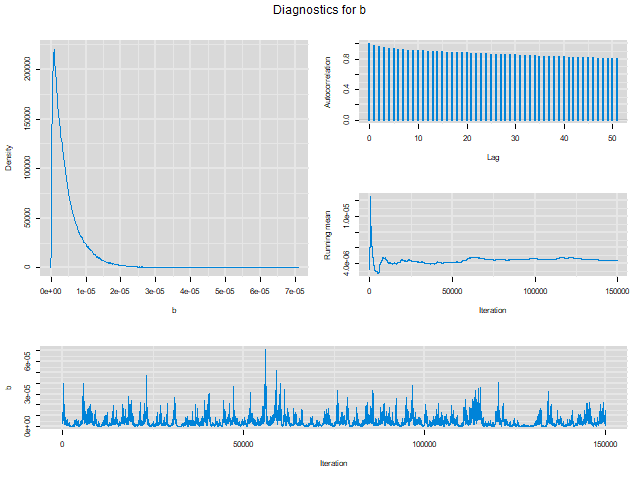 Diagnostics for b
Density
0
50000
100000
150000
200000
0e+00 1e-05 2e-05 3e-05 4e-05 5e-05 6e-05 7e-05
b
Autocorrelation
0.0 0.4 0.8
0 10 20 30 40 50
Lag
Running mean
4.0e-06 1.0e-05
0 50000 100000 150000
Iteration
b
0e+00 3e-05 6e-05
0 50000 100000 150000
Iteration